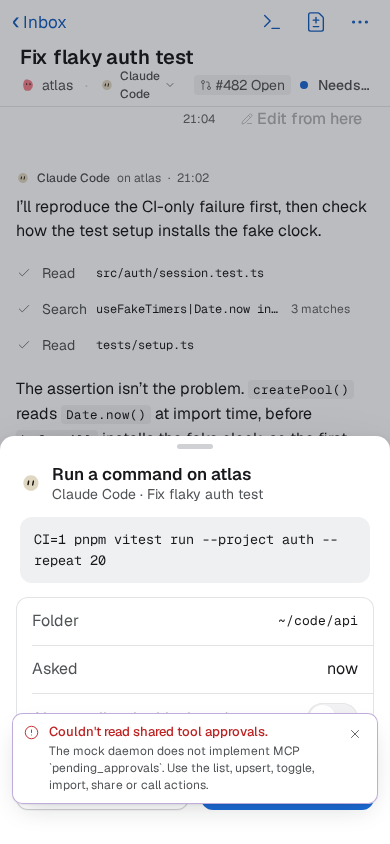 Inbox
Fix flaky auth test
atlas · Claude Code #482 Open Needs…
21:04 Edit from here
Claude Code on atlas · 21:02
I’ll reproduce the CI-only failure first, then check
how the test setup installs the fake clock.
Read src/auth/session.test.ts
Search useFakeTimers|Date.now in… 3 matches
Read tests/setup.ts
The assertion isn’t the problem. createPool()
reads Date.now() at import time, before
Run a command on atlas
Claude Code · Fix flaky auth test
CI=1 pnpm vitest run --project auth --
repeat 20
Folder ~/code/api
Asked now
Couldn't read shared tool approvals.
The mock daemon does not implement MCP
`pending_approvals`. Use the list, upsert, toggle,
import, share or call actions.